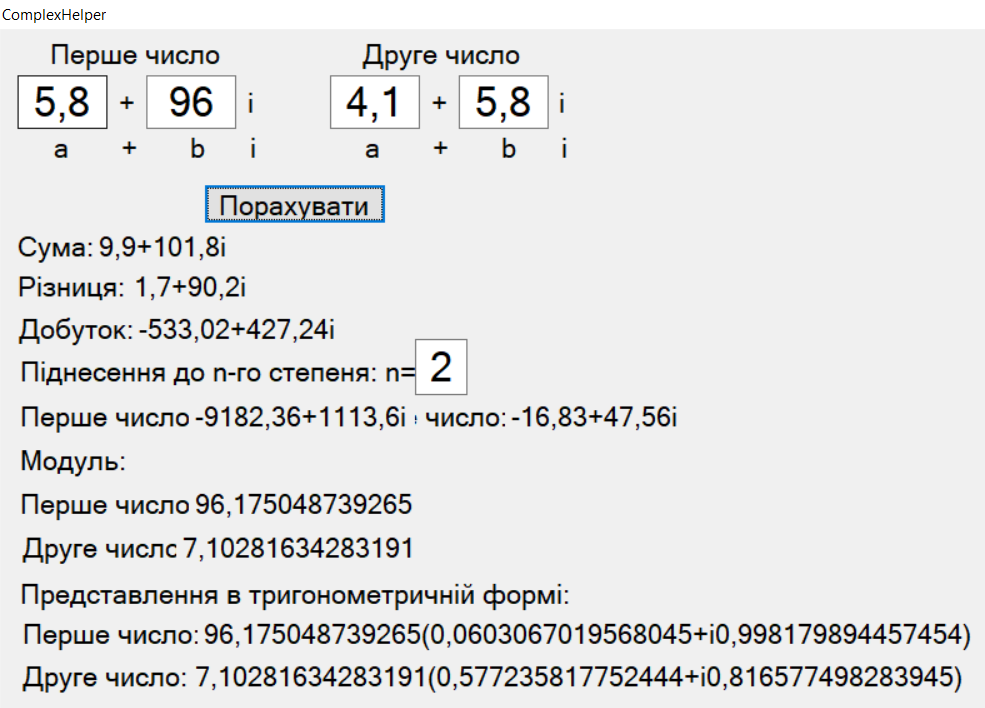 ComplexHelper
Перше число Друге число
5,8 + 96 i 4,1 + 5,8 i
a + b i a + b i
Порахувати
Сума: 9,9+101,8i
Різниця: 1,7+90,2i
Добуток: -533,02+427,24i
Піднесення до n-го степеня: n= 2
Перше число -9182,36+1113,6i число: -16,83+47,56i
Модуль:
Перше число 96,175048739265
Друге число 7,10281634283191
Представлення в тригонометричній формі:
Перше число: 96,175048739265(0,0603067019568045+i0,998179894457454)
Друге число: 7,10281634283191(0,577235817752444+i0,816577498283945)